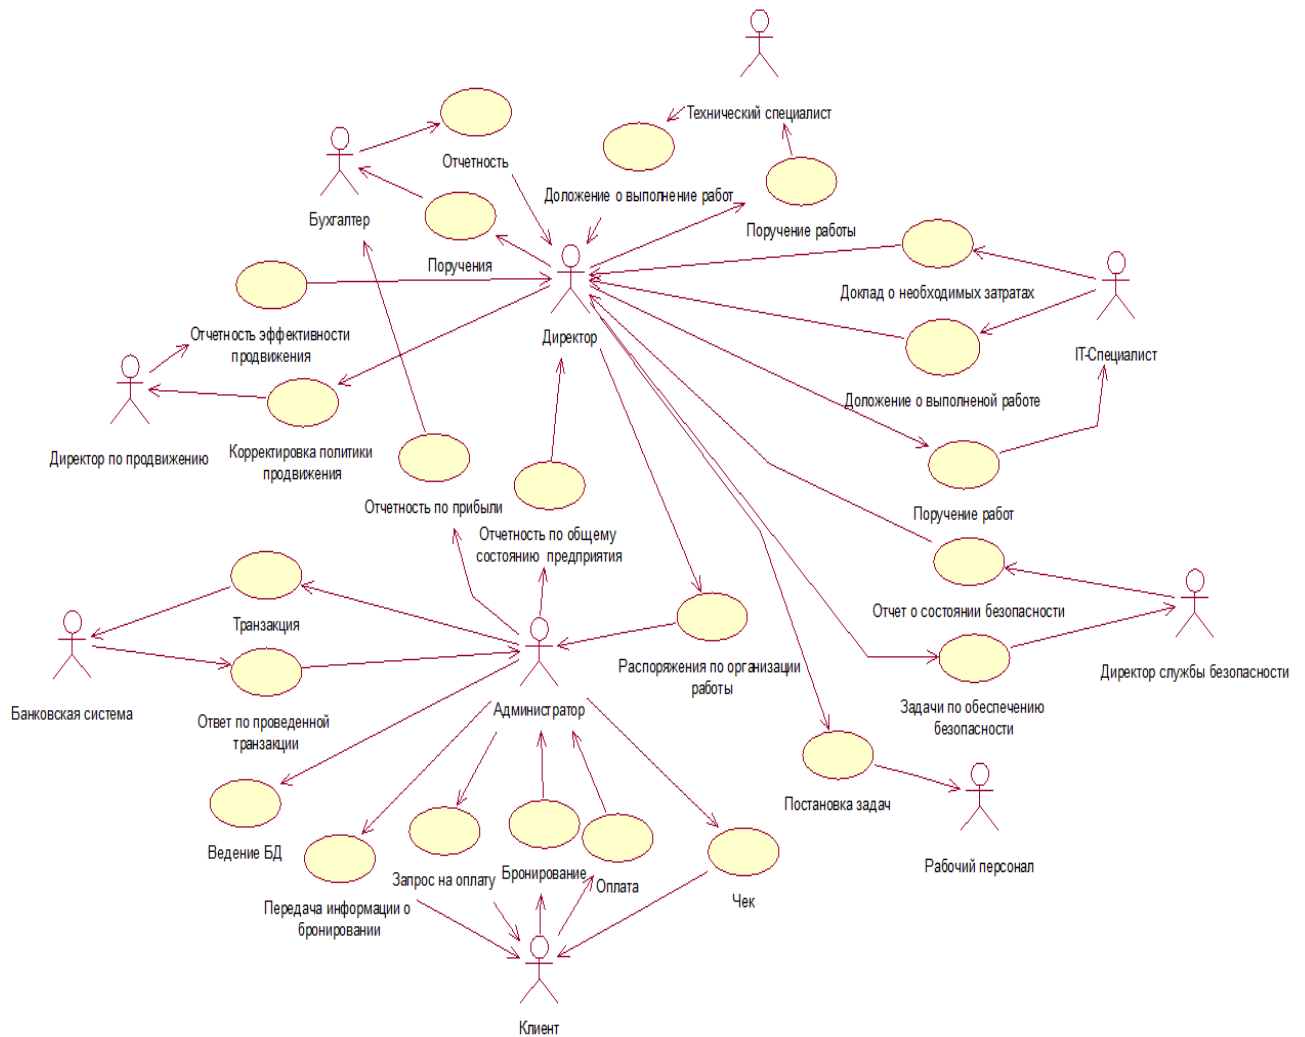 Технический специалист
Отчетность
Доложение о выполнение работ
Бухгалтер
Поручение работы
Поручения
Доклад о необходимых затратах
Отчетность эффективности
продвижения
Директор
IT-Специалист
Доложение о выполненой работе
Директор по продвижению
Корректировка политики
продвижения
Отчетность по прибыли
Поручение работ
Отчетность по общему
состоянию предприятия
Отчет о состоянии безопасности
Транзакция
Распоряжения по организации
работы
Директор службы безопасности
Банковская система
Ответ по проведенной
транзакции
Администратор
Задачи по обеспечению
безопасности
Постановка задач
Ведение БД
Рабочий персонал
Запрос на оплату
Бронирование
Оплата
Чек
Передача информации о
бронировании
Клиент